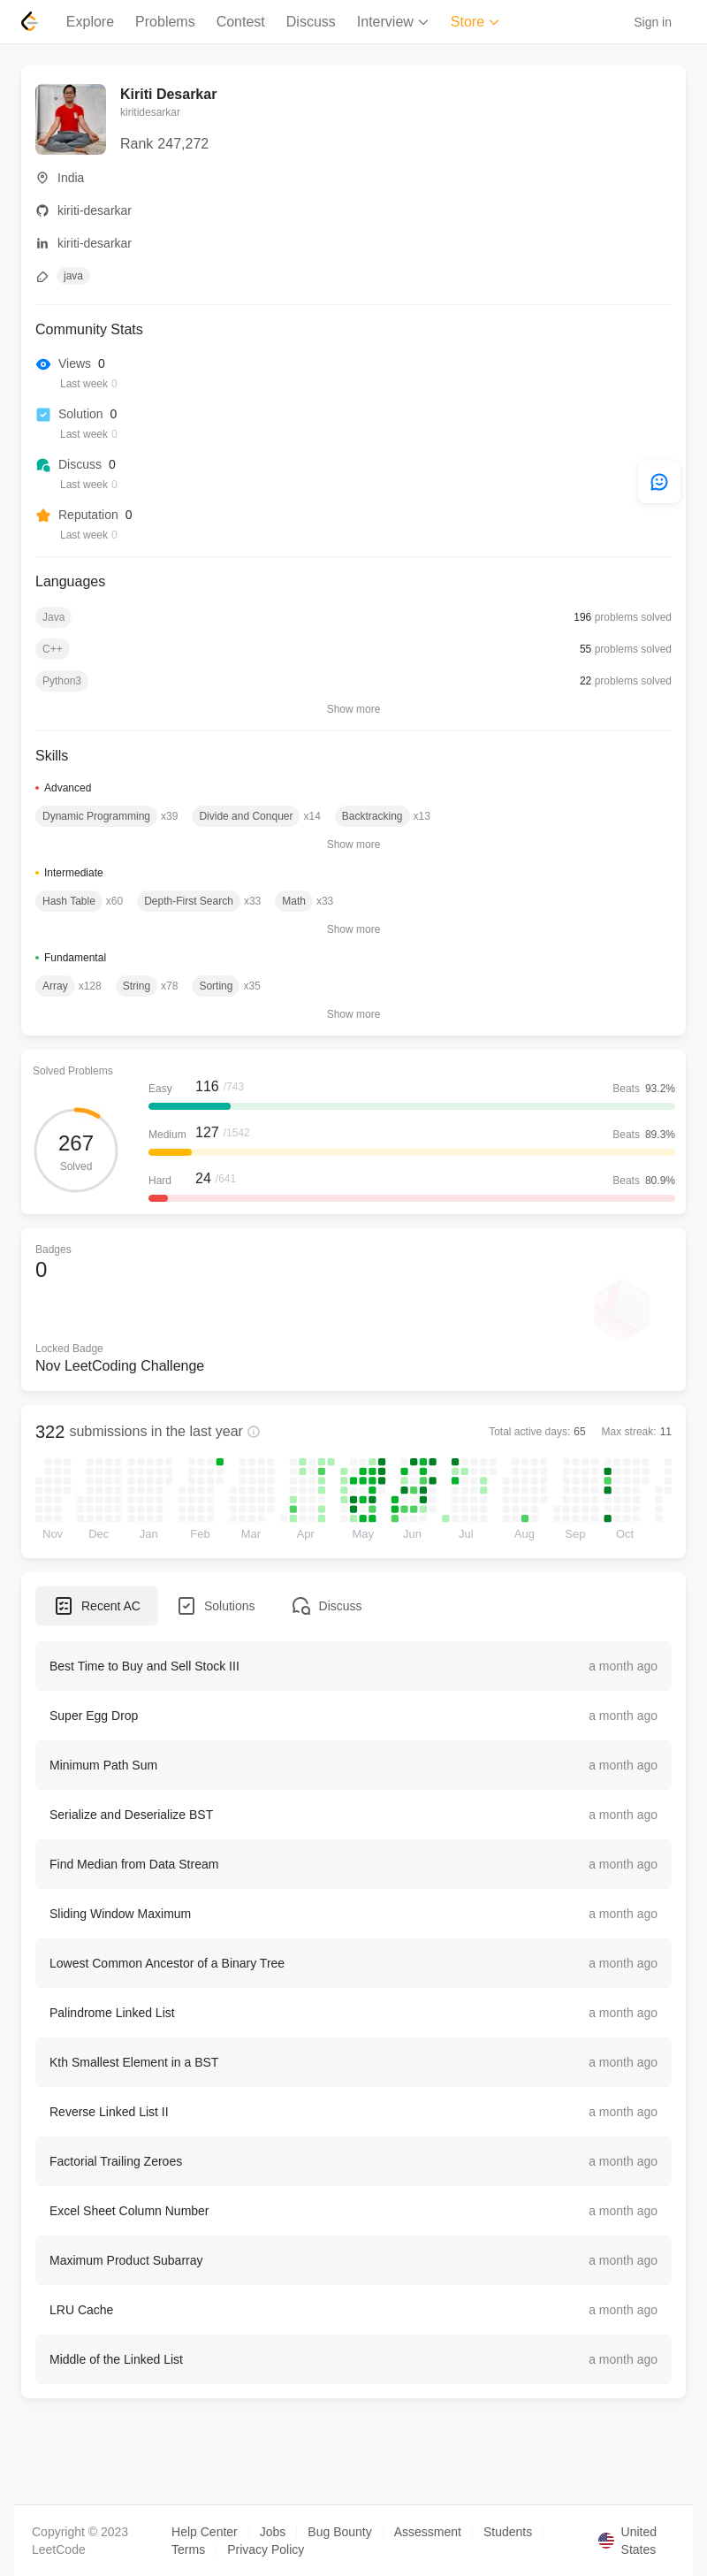 Explore Problems Contest Discuss Interview Store Sign in
Kiriti Desarkar
kiritidesarkar
Rank 247,272
India
kiriti-desarkar
kiriti-desarkar
java
Community Stats
Views 0
Last week 0
Solution 0
Last week 0
Discuss 0
Last week 0
Reputation 0
Last week 0
Languages
Java 196 problems solved
C++ 55 problems solved
Python3 22 problems solved
Show more
Skills
Advanced
Dynamic Programming x39 Divide and Conquer x14 Backtracking x13
Show more
Intermediate
Hash Table x60 Depth-First Search x33 Math x33
Show more
Fundamental
Array x128 String x78 Sorting x35
Show more
Solved Problems
267
Solved
Easy 116 /743 Beats 93.2%
Medium 127 /1542 Beats 89.3%
Hard 24 /641 Beats 80.9%
Badges
0
Locked Badge
Nov LeetCoding Challenge
322 submissions in the last year Total active days: 65 Max streak: 11
Nov Dec Jan Feb Mar Apr May Jun Jul Aug Sep Oct
Recent AC Solutions Discuss
Best Time to Buy and Sell Stock III a month ago
Super Egg Drop a month ago
Minimum Path Sum a month ago
Serialize and Deserialize BST a month ago
Find Median from Data Stream a month ago
Sliding Window Maximum a month ago
Lowest Common Ancestor of a Binary Tree a month ago
Palindrome Linked List a month ago
Kth Smallest Element in a BST a month ago
Reverse Linked List II a month ago
Factorial Trailing Zeroes a month ago
Excel Sheet Column Number a month ago
Maximum Product Subarray a month ago
LRU Cache a month ago
Middle of the Linked List a month ago
Copyright © 2023 Help Center Jobs Bug Bounty Assessment Students United
LeetCode Terms Privacy Policy States